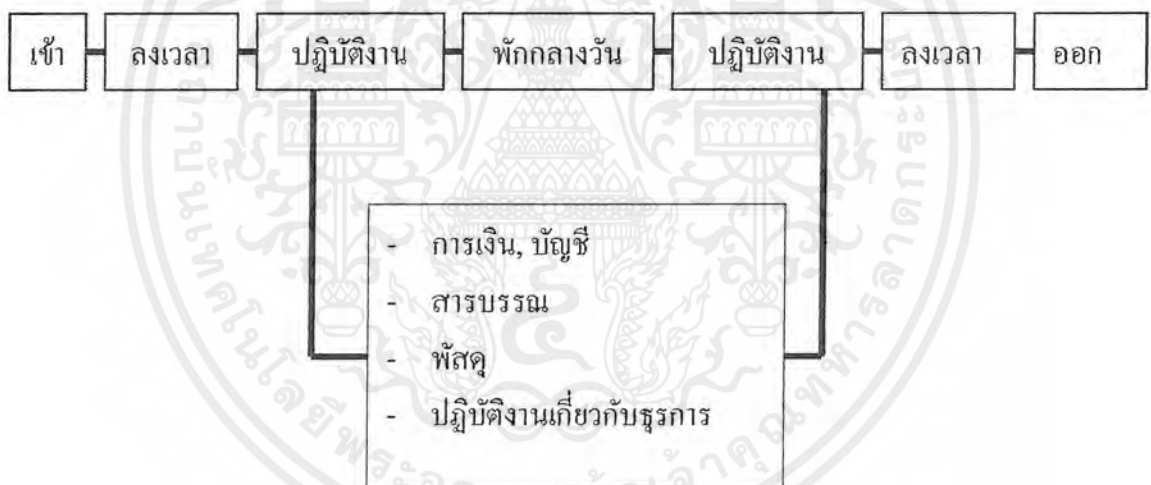 เข้า ลงเวลา ปฏิบัติงาน พักกลางวัน ปฏิบัติงาน ลงเวลา ออก
- การเงิน, บัญชี
- สารบรรณ
- พัสดุ
- ปฏิบัติงานเกี่ยวกับธุรการ